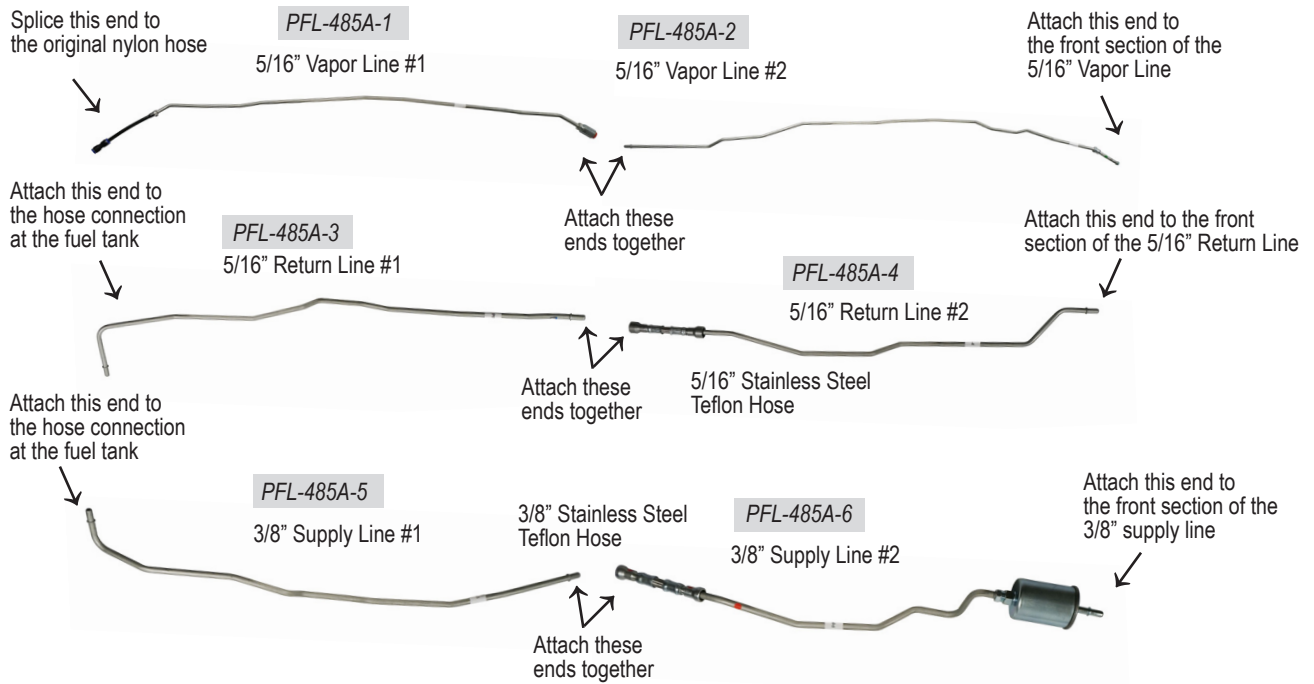 Splice this end to
the original nylon hose
PFL-485A-1
5/16” Vapor Line #1
PFL-485A-2
5/16” Vapor Line #2
Attach this end to
the front section of the
5/16” Vapor Line
Attach these
ends together
Attach this end to
the hose connection
at the fuel tank
PFL-485A-3
5/16” Return Line #1
PFL-485A-4
5/16” Return Line #2
Attach this end to the front
section of the 5/16” Return Line
Attach these
ends together
5/16” Stainless Steel
Teflon Hose
Attach this end to
the hose connection
at the fuel tank
PFL-485A-5
3/8” Supply Line #1
3/8” Stainless Steel
Teflon Hose
PFL-485A-6
3/8” Supply Line #2
Attach this end to
the front section of the
3/8” supply line
Attach these
ends together